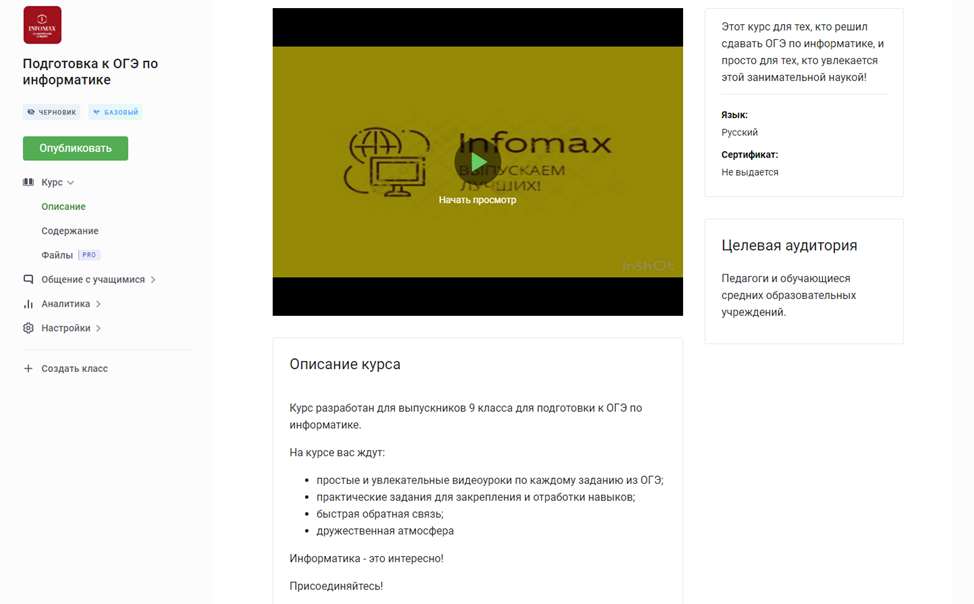 INFOMAX
Подготовка к ОГЭ по
информатике
ЧЕРНОВИК
БАЗОВЫЙ
Опубликовать
Курс
Описание
Содержание
Файлы PRO
Общение с учащимися
Аналитика
Настройки
+ Создать класс
Infomax
ВЫПУСКАЕМ
ЛУЧШИХ!
Начать просмотр
InShOt
Описание курса
Курс разработан для выпускников 9 класса для подготовки к ОГЭ по
информатике.
На курсе вас ждут:
• простые и увлекательные видеоуроки по каждому заданию из ОГЭ;
• практические задания для закрепления и отработки навыков;
• быстрая обратная связь;
• дружественная атмосфера
Информатика - это интересно!
Присоединяйтесь!
Этот курс для тех, кто решил
сдавать ОГЭ по информатике, и
просто для тех, кто увлекается
этой занимательной наукой!
Язык:
Русский
Сертификат:
Не выдается
Целевая аудитория
Педагоги и обучающиеся
средних образовательных
учреждений.